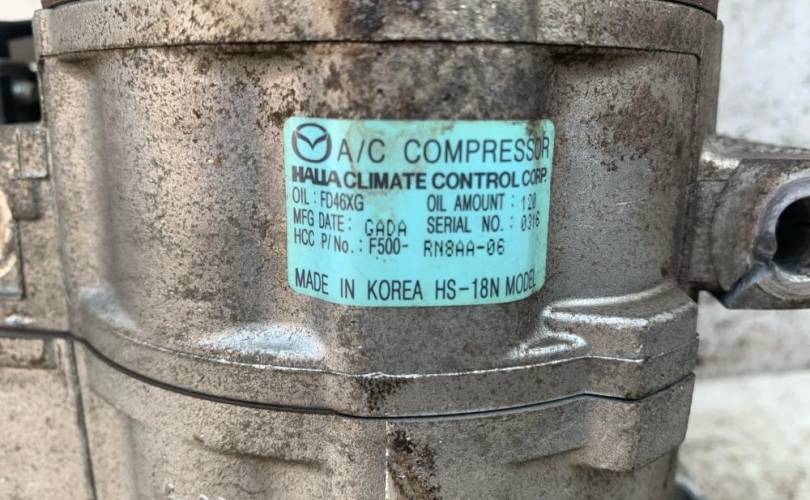 A/C COMPRESSOR
HALLA CLIMATE CONTROL CORP.
OIL : FD46XG OIL AMOUNT : 120
MFG DATE : GADA SERIAL NO. : 0316
HCC P/No. : F500- RN8AA-06
MADE IN KOREA HS-18N MODEL